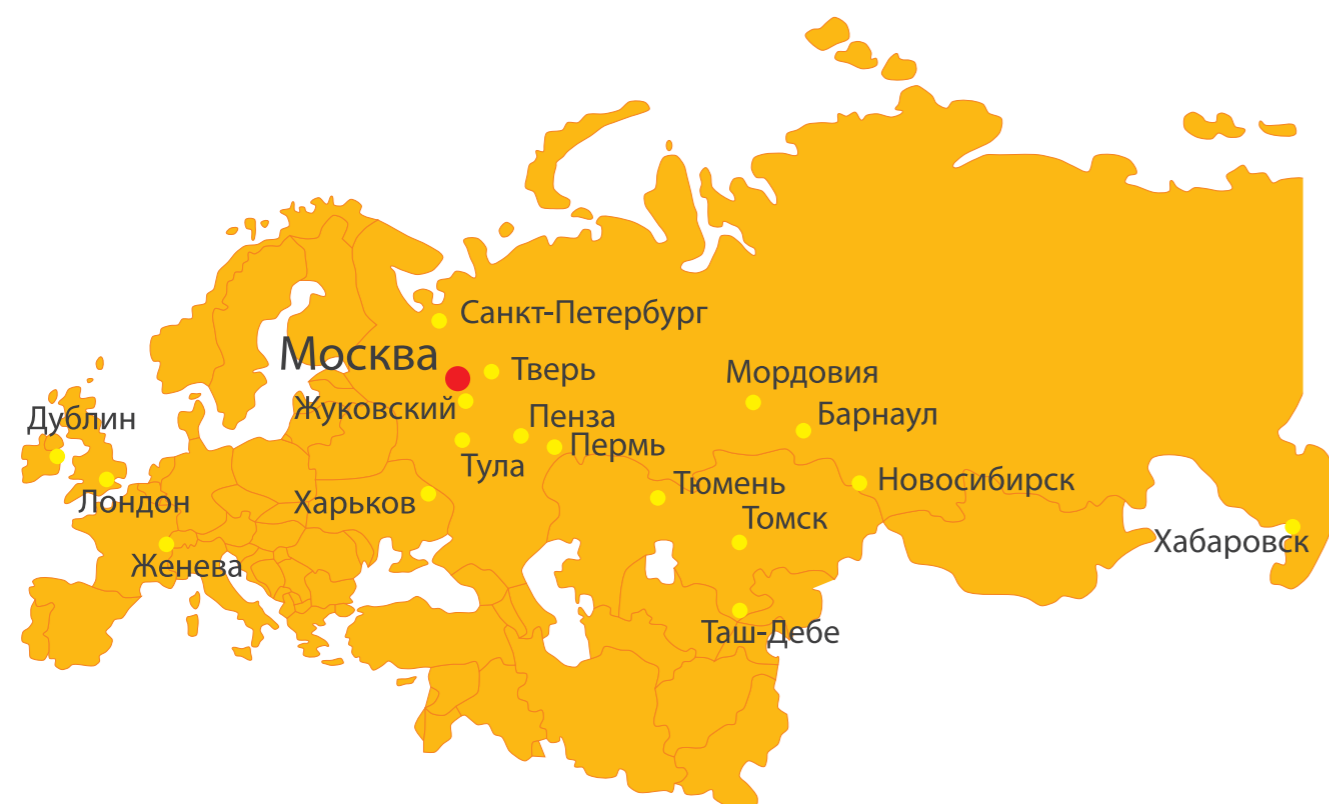 Санкт-Петербург
Москва
Тверь
Мордовия
Жуковский
Дублин
Пенза
Барнаул
Пермь
Тула
Лондон
Харьков
Тюмень
Новосибирск
Томск
Хабаровск
Женева
Таш-Дебе